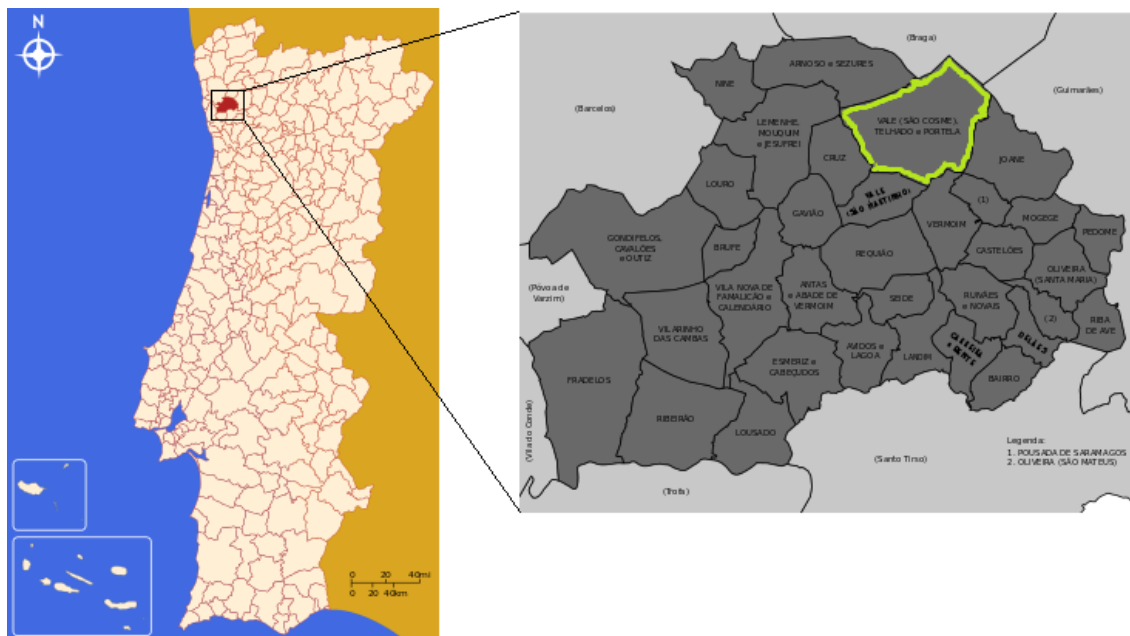 N
0 20 40mi
0 20 40km
(Braga)
(Guimarães)
(Barcelos)
ARNOSO e SEZURES
NINE
VALE (SÃO COSME),
TELHADO e PORTELA
LEMENHE,
MOUQUIM
e JESUFREI
CRUZ
JOANE
LOURO
VALE
(SÃO MARTINHO)
(1)
GAVIÃO
MOGEGE
VERMOIM
PEDOME
GONDIFELOS,
CAVALÕES
e OUTIZ
BRUFE
REQUIÃO
CASTELÕES
OLIVEIRA
(SANTA MARIA)
(Póvoa de
Varzim)
VILA NOVA DE
FAMALICÃO e
CALENDÁRIO
ANTAS
e ABADE DE
VERMOIM
SEIDE
RUIVÃES
e NOVAIS
(2)
RIBA
DE AVE
VILARINHO
DAS CAMBAS
AVIDOS e
LAGOA
LANDIM
CARREIRA
e BENTE
DELÃES
ESMERIZ e
CABEÇUDOS
BAIRRO
FRADELOS
RIBEIRÃO
LOUSADO
(Vila do Conde)
(Santo Tirso)
(Trofa)
Legenda:
1. POUSADA DE SARAMAGOS
2. OLIVEIRA (SÃO MATEUS)